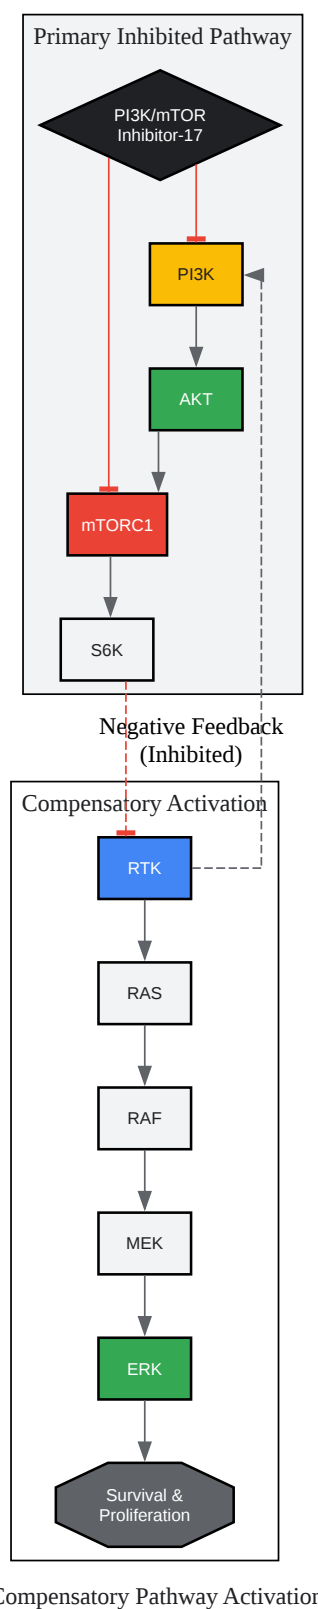 Primary Inhibited Pathway
PI3K/mTOR
Inhibitor-17
PI3K
AKT
mTORC1
S6K
Negative Feedback
(Inhibited)
Compensatory Activation
RTK
RAS
RAF
MEK
ERK
Survival &
Proliferation
Compensatory Pathway Activation